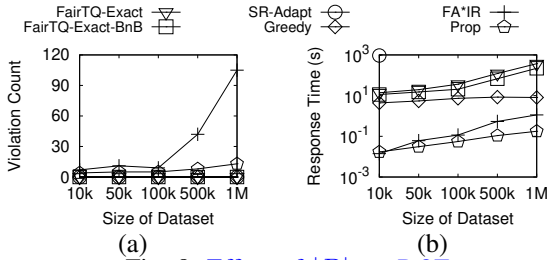 FairTQ-Exact SR-Adapt FA*IR
FairTQ-Exact-BnB Greedy Prop
Violation Count
120
90
60
30
0
10k 50k 100k 500k 1M
Size of Dataset
(a)
Response Time (s)
10³
10¹
10⁻¹
10⁻³
10k 50k 100k 500k 1M
Size of Dataset
(b)